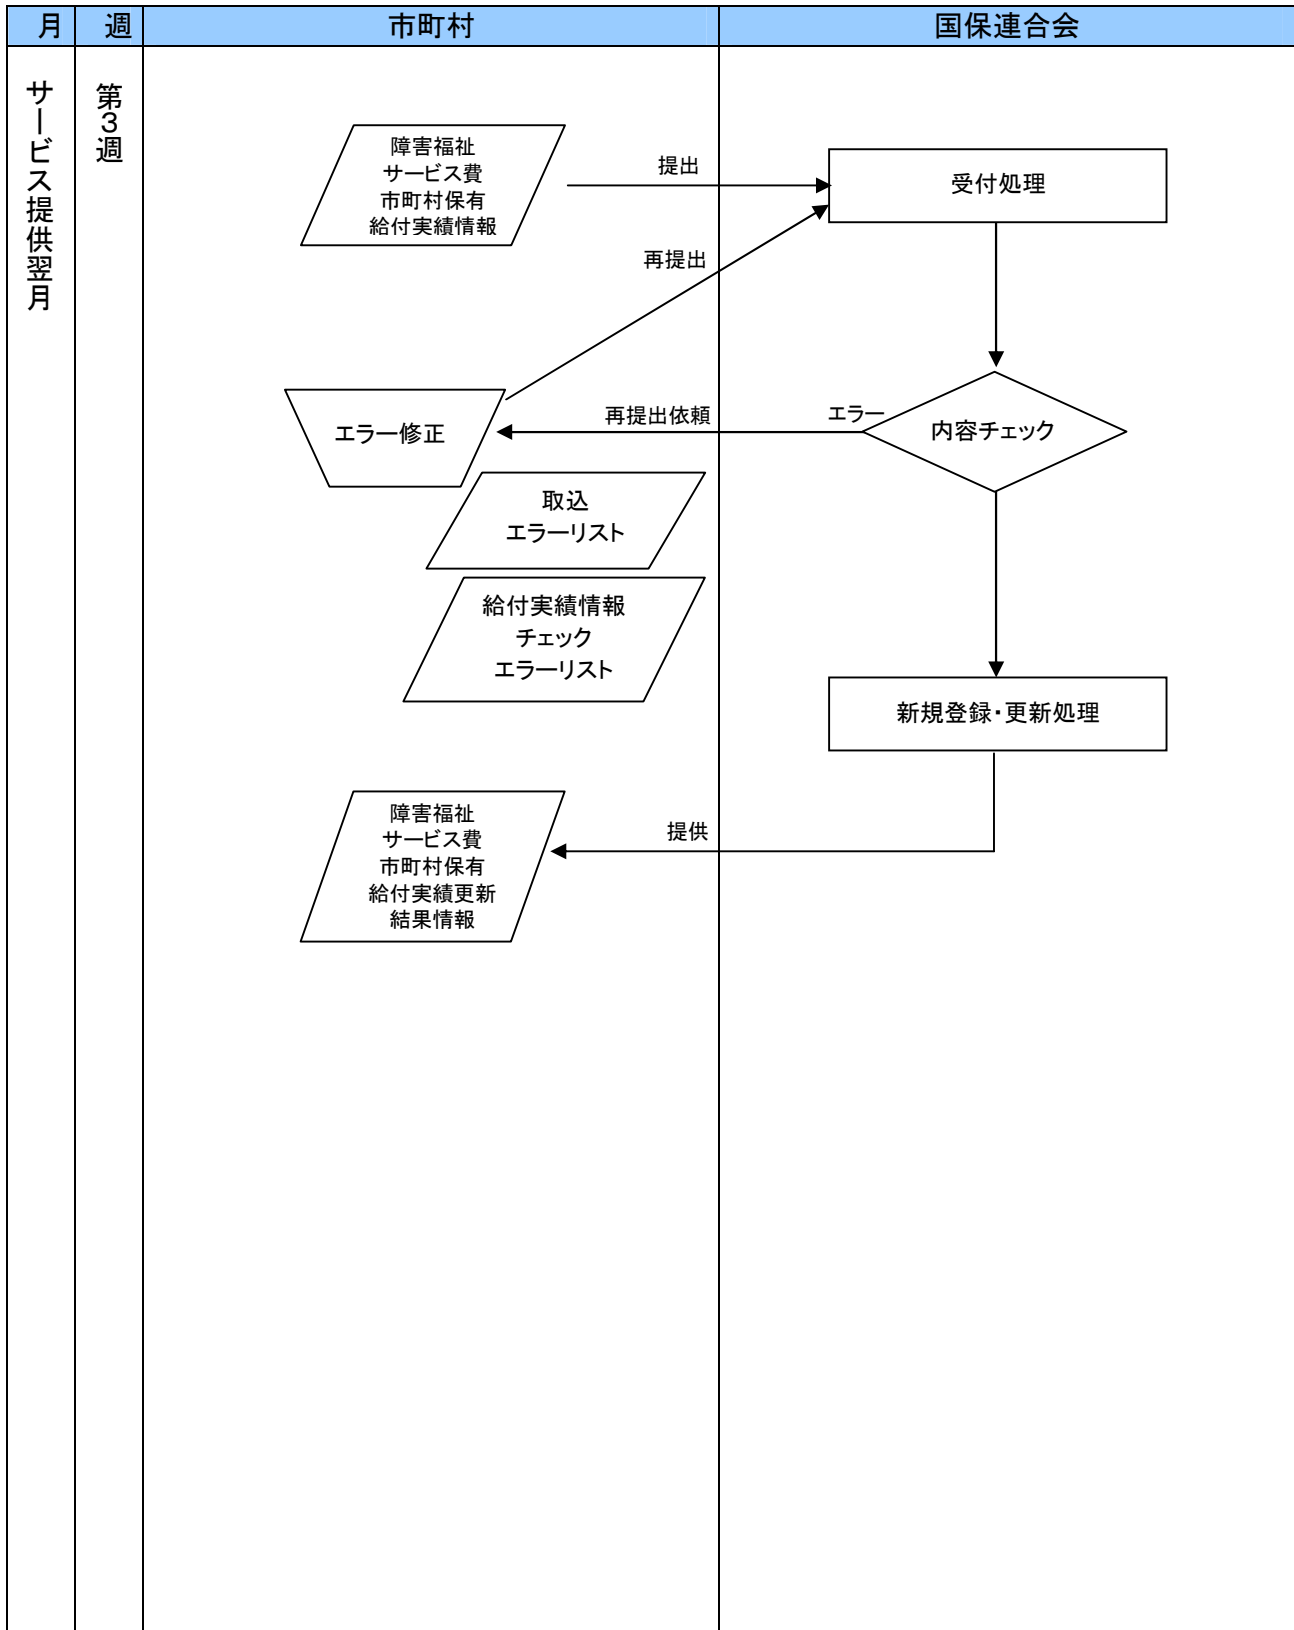 月
週
市町村
国保連合会
サービス提供翌月
第3週
障害福祉
サービス費
市町村保有
給付実績情報
提出
受付処理
再提出
エラー修正
再提出依頼
エラー
内容チェック
取込
エラーリスト
給付実績情報
チェック
エラーリスト
新規登録・更新処理
障害福祉
サービス費
市町村保有
給付実績更新
結果情報
提供